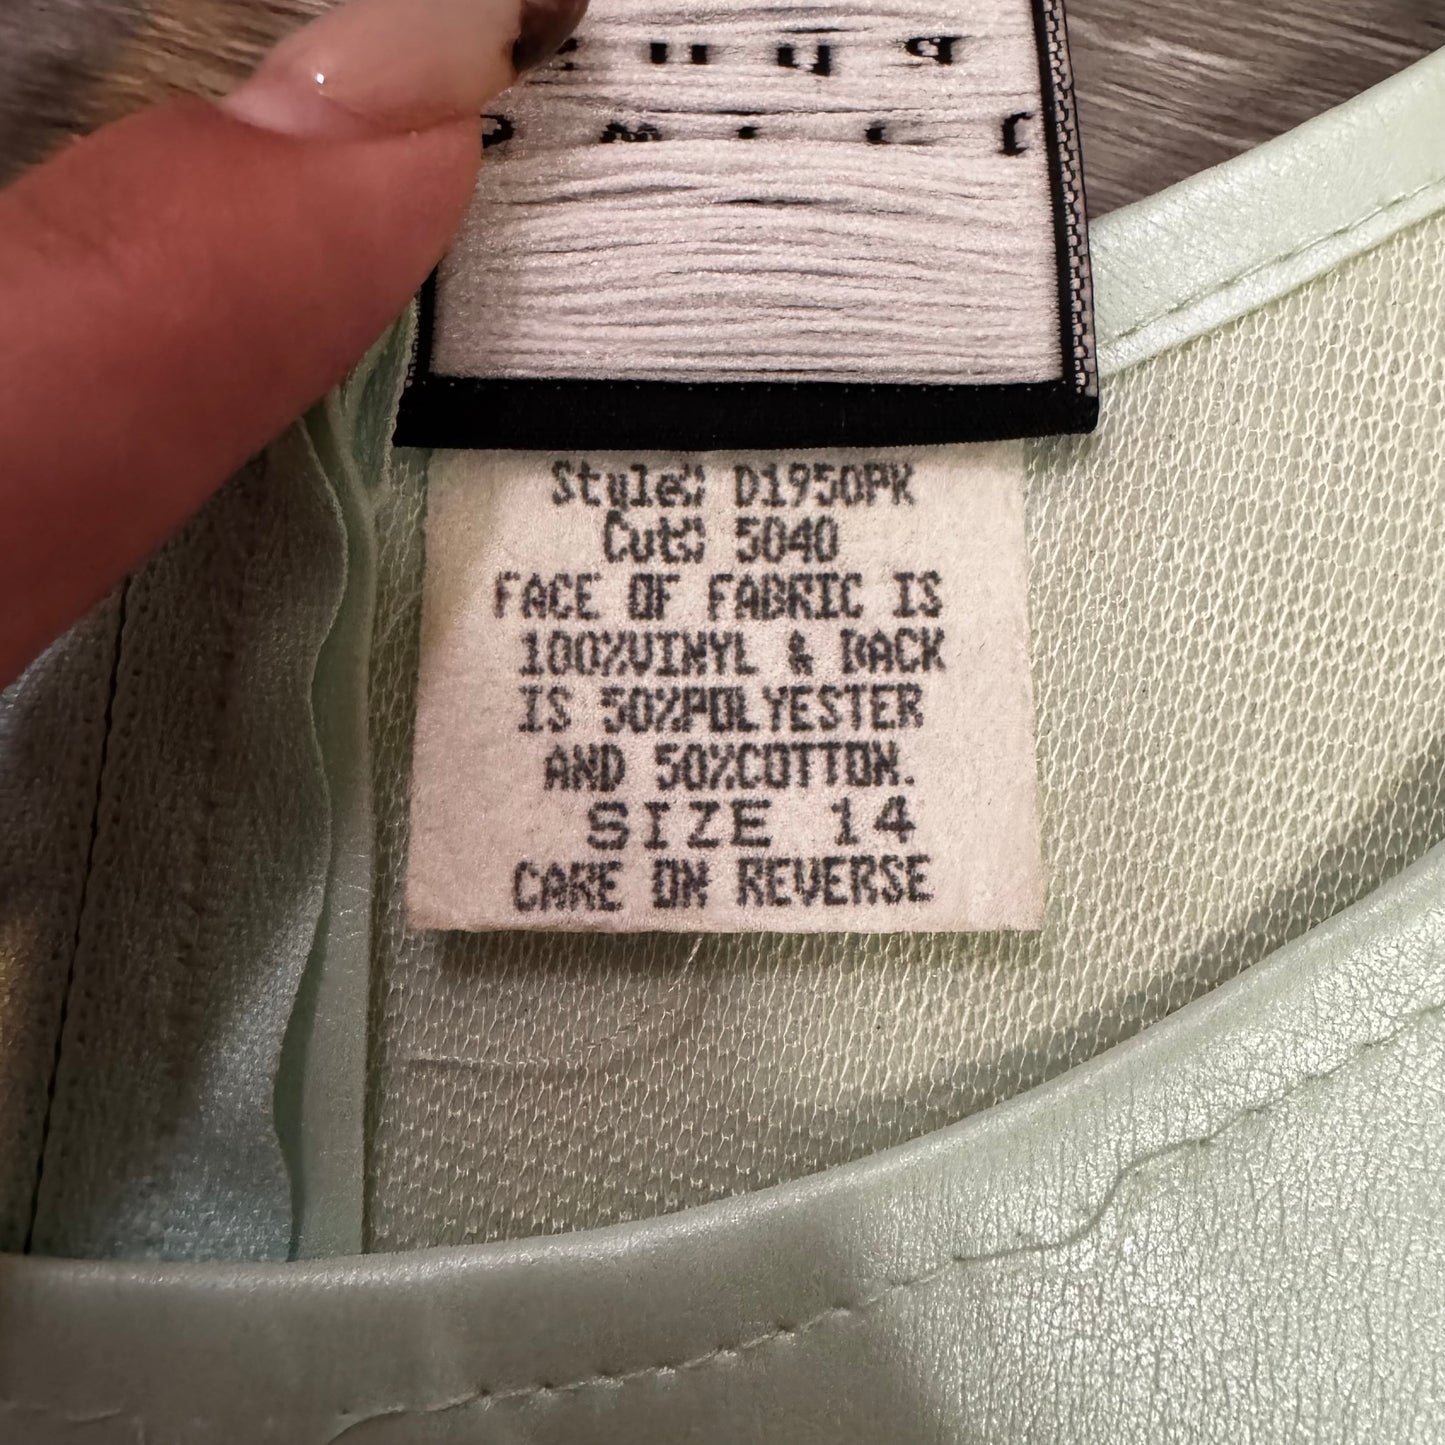 Style#: D1950PK
Cut#: 5040
FACE OF FABRIC IS
100%VINYL & BACK
IS 50%POLYESTER
AND 50%COTTON.
SIZE 14
CARE ON REVERSE